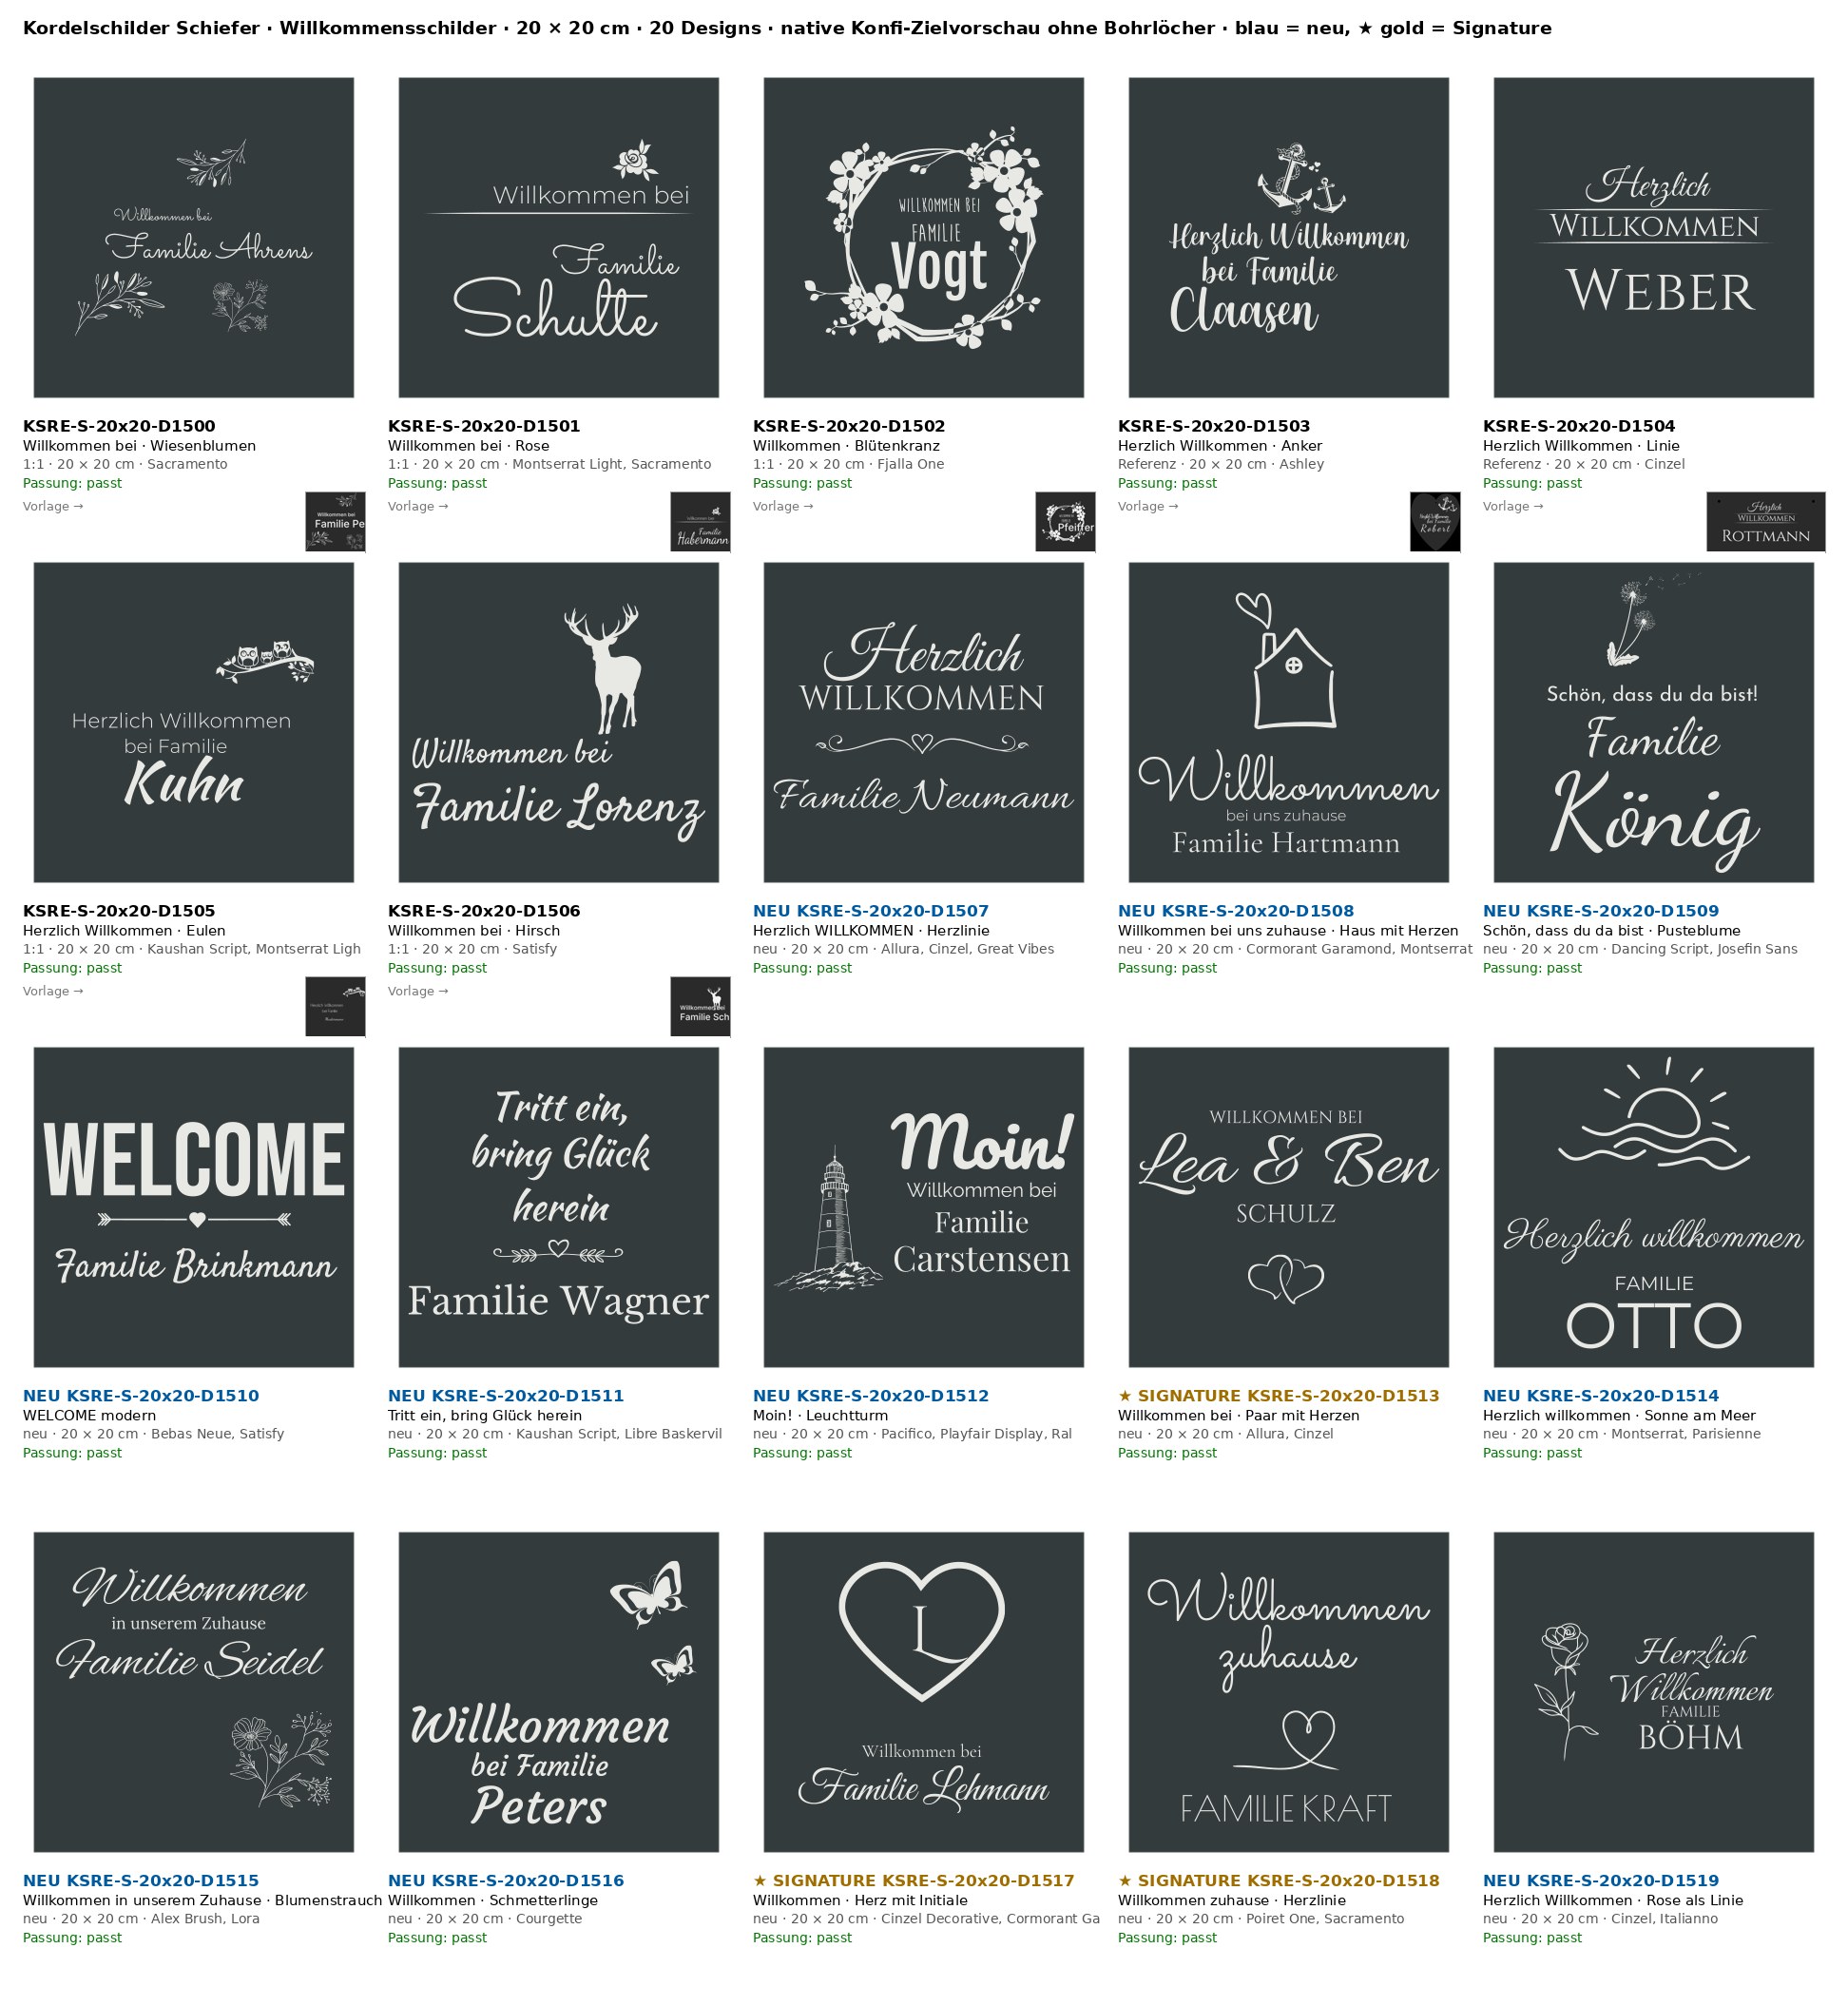 Kordelschilder Schiefer · Willkommensschilder · 20 × 20 cm · 20 Designs · native Konfi-Zielvorschau ohne Bohrlöcher · blau = neu, ★ gold = Signature
Willkommen bei
Familie Ahrens
KSRE-S-20x20-D1500
Willkommen bei · Wiesenblumen
1:1 · 20 × 20 cm · Sacramento
Passung: passt
Vorlage →
Willkommen bei
Familie Pe
Willkommen bei
Familie
Schulte
KSRE-S-20x20-D1501
Willkommen bei · Rose
1:1 · 20 × 20 cm · Montserrat Light, Sacramento
Passung: passt
Vorlage →
Willkommen bei
Familie
Habermann
WILLKOMMEN BEI
FAMILIE
Vogt
KSRE-S-20x20-D1502
Willkommen · Blütenkranz
1:1 · 20 × 20 cm · Fjalla One
Passung: passt
Vorlage →
Pfeiffer
Herzlich Willkommen
bei Familie
Claasen
KSRE-S-20x20-D1503
Herzlich Willkommen · Anker
Referenz · 20 × 20 cm · Ashley
Passung: passt
Vorlage →
Herzlich Willkommen
bei Familie
Robert
Herzlich
WILLKOMMEN
WEBER
KSRE-S-20x20-D1504
Herzlich Willkommen · Linie
Referenz · 20 × 20 cm · Cinzel
Passung: passt
Vorlage →
Herzlich
WILLKOMMEN
ROTTMANN
Herzlich Willkommen
bei Familie
Kuhn
KSRE-S-20x20-D1505
Herzlich Willkommen · Eulen
1:1 · 20 × 20 cm · Kaushan Script, Montserrat Ligh
Passung: passt
Vorlage →
Willkommen bei
Familie Lorenz
KSRE-S-20x20-D1506
Willkommen bei · Hirsch
1:1 · 20 × 20 cm · Satisfy
Passung: passt
Vorlage →
Willkommen bei
Familie Sch
Herzlich
WILLKOMMEN
Familie Neumann
NEU KSRE-S-20x20-D1507
Herzlich WILLKOMMEN · Herzlinie
neu · 20 × 20 cm · Allura, Cinzel, Great Vibes
Passung: passt
Willkommen
bei uns zuhause
Familie Hartmann
NEU KSRE-S-20x20-D1508
Willkommen bei uns zuhause · Haus mit Herzen
neu · 20 × 20 cm · Cormorant Garamond, Montserrat
Passung: passt
Schön, dass du da bist!
Familie
König
NEU KSRE-S-20x20-D1509
Schön, dass du da bist · Pusteblume
neu · 20 × 20 cm · Dancing Script, Josefin Sans
Passung: passt
WELCOME
Familie Brinkmann
NEU KSRE-S-20x20-D1510
WELCOME modern
neu · 20 × 20 cm · Bebas Neue, Satisfy
Passung: passt
Tritt ein,
bring Glück
herein
Familie Wagner
NEU KSRE-S-20x20-D1511
Tritt ein, bring Glück herein
neu · 20 × 20 cm · Kaushan Script, Libre Baskervil
Passung: passt
Moin!
Willkommen bei
Familie
Carstensen
NEU KSRE-S-20x20-D1512
Moin! · Leuchtturm
neu · 20 × 20 cm · Pacifico, Playfair Display, Ral
Passung: passt
WILLKOMMEN BEI
Lea & Ben
SCHULZ
★ SIGNATURE KSRE-S-20x20-D1513
Willkommen bei · Paar mit Herzen
neu · 20 × 20 cm · Allura, Cinzel
Passung: passt
Herzlich willkommen
FAMILIE
OTTO
NEU KSRE-S-20x20-D1514
Herzlich willkommen · Sonne am Meer
neu · 20 × 20 cm · Montserrat, Parisienne
Passung: passt
Willkommen
in unserem Zuhause
Familie Seidel
NEU KSRE-S-20x20-D1515
Willkommen in unserem Zuhause · Blumenstrauch
neu · 20 × 20 cm · Alex Brush, Lora
Passung: passt
Willkommen
bei Familie
Peters
NEU KSRE-S-20x20-D1516
Willkommen · Schmetterlinge
neu · 20 × 20 cm · Courgette
Passung: passt
L
Willkommen bei
Familie Lehmann
★ SIGNATURE KSRE-S-20x20-D1517
Willkommen · Herz mit Initiale
neu · 20 × 20 cm · Cinzel Decorative, Cormorant Ga
Passung: passt
Willkommen
zuhause
FAMILIE KRAFT
★ SIGNATURE KSRE-S-20x20-D1518
Willkommen zuhause · Herzlinie
neu · 20 × 20 cm · Poiret One, Sacramento
Passung: passt
Herzlich
Willkommen
FAMILIE
BÖHM
NEU KSRE-S-20x20-D1519
Herzlich Willkommen · Rose als Linie
neu · 20 × 20 cm · Cinzel, Italianno
Passung: passt